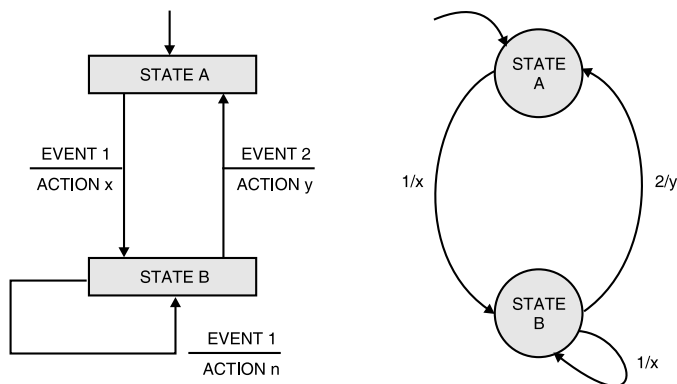 STATE A
EVENT 1
ACTION x
EVENT 2
ACTION y
STATE B
EVENT 1
ACTION n
STATE
A
1/x
2/y
STATE
B
1/x